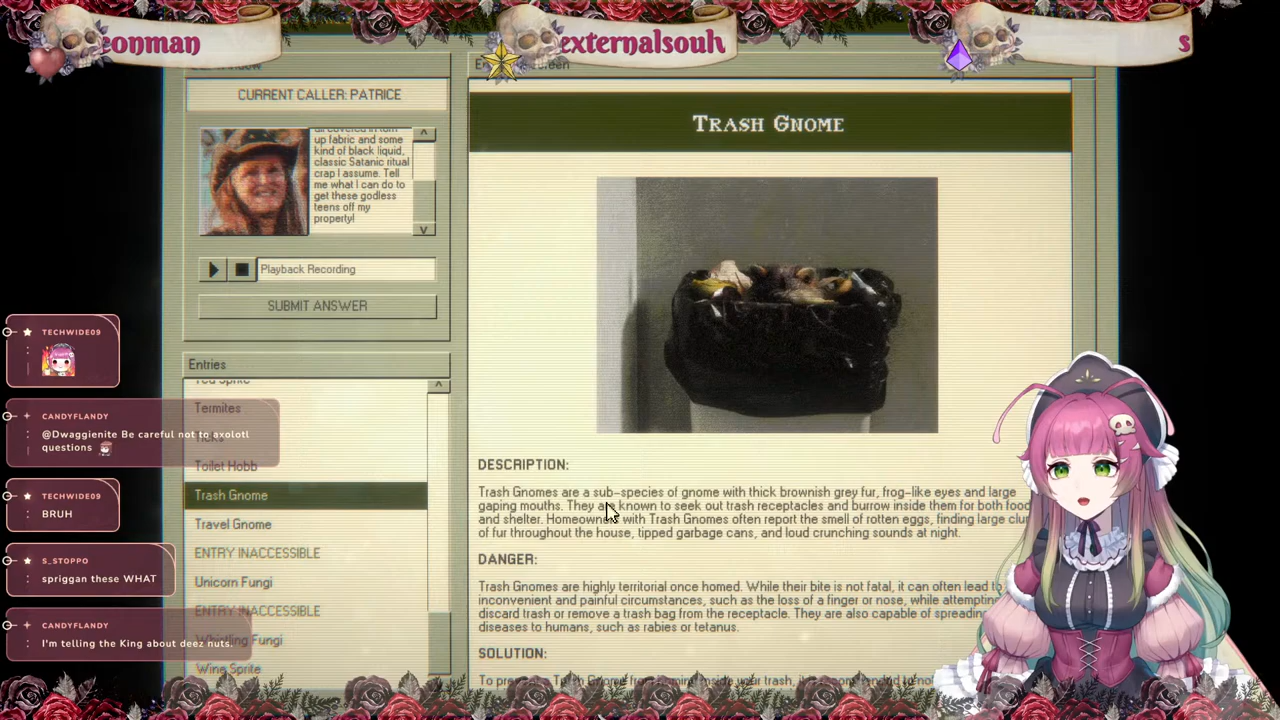 eonman
externalsouh
s
CURRENT CALLER: PATRICE
up fabric and some
kind of black liquid,
classic Satanic ritual
crap I assume. Tell
me what I can do to
get these godless
teens off my
property!
Playback Recording
SUBMIT ANSWER
Entries
Termites
Toilet Hobb
Trash Gnome
Travel Gnome
ENTRY INACCESSIBLE
Unicorn Fungi
ENTRY INACCESSIBLE
Whistling Fungi
Wine Sprite
TRASH GNOME
DESCRIPTION:
Trash Gnomes are a sub-species of gnome with thick brownish grey fur, frog-like eyes and large
gaping mouths. They are known to seek out trash receptacles and burrow inside them for both food
and shelter. Homeowners with Trash Gnomes often report the smell of rotten eggs, finding large clu
of fur throughout the house, tipped garbage cans, and loud crunching sounds at night.
DANGER:
Trash Gnomes are highly territorial once homed. While their bite is not fatal, it can often lead to
inconvenient and painful circumstances, such as the loss of a finger or nose, while attempting
discard trash or remove a trash bag from the receptacle. They are also capable of spreading
diseases to humans, such as rabies or tetanus.
SOLUTION:
TECHWIDE09
CANDYFLANDY
@Dwaggienite Be careful not to axolotl
questions
TECHWIDE09
BRUH
S_STOPPO
spriggan these WHAT
CANDYFLANDY
I'm telling the King about deez nuts.